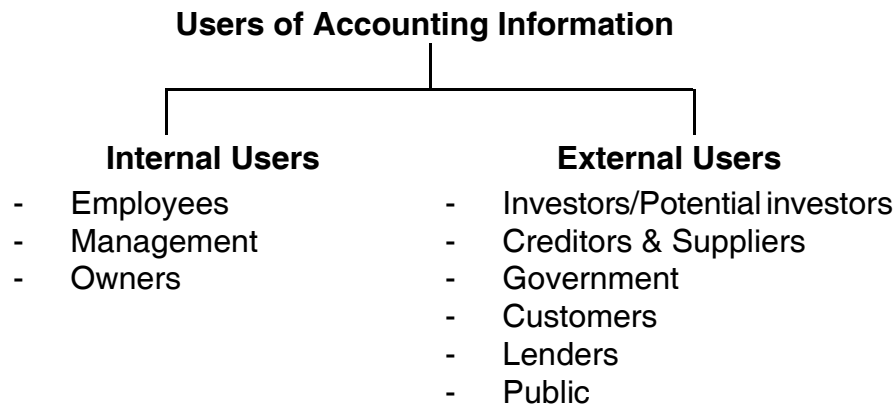 Users of Accounting Information
Internal Users
- Employees
- Management
- Owners
External Users
- Investors/Potential investors
- Creditors & Suppliers
- Government
- Customers
- Lenders
- Public